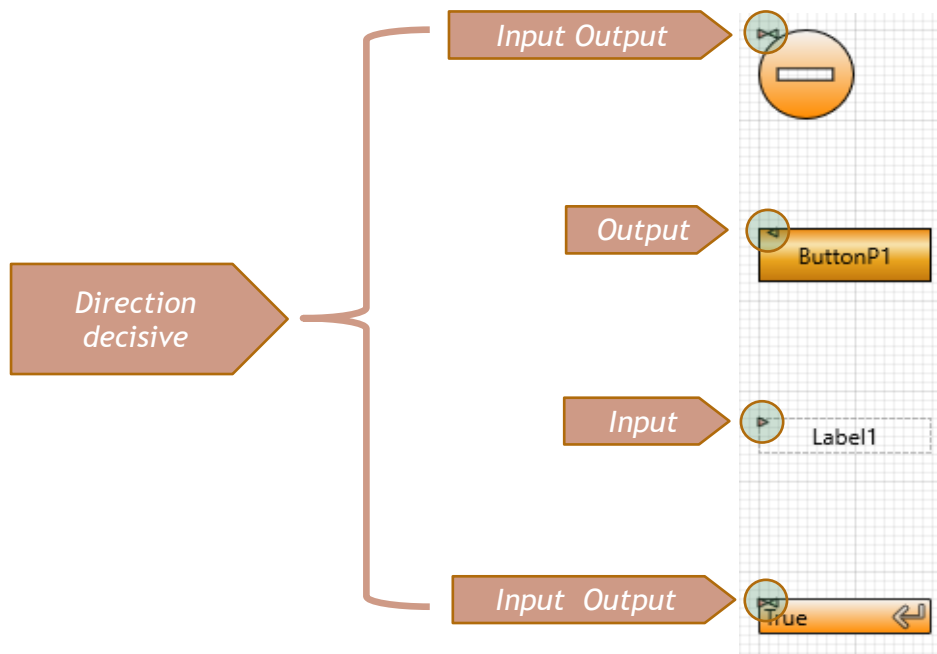 Input Output
Output
ButtonP1
Direction
decisive
Input
Label1
Input Output
True